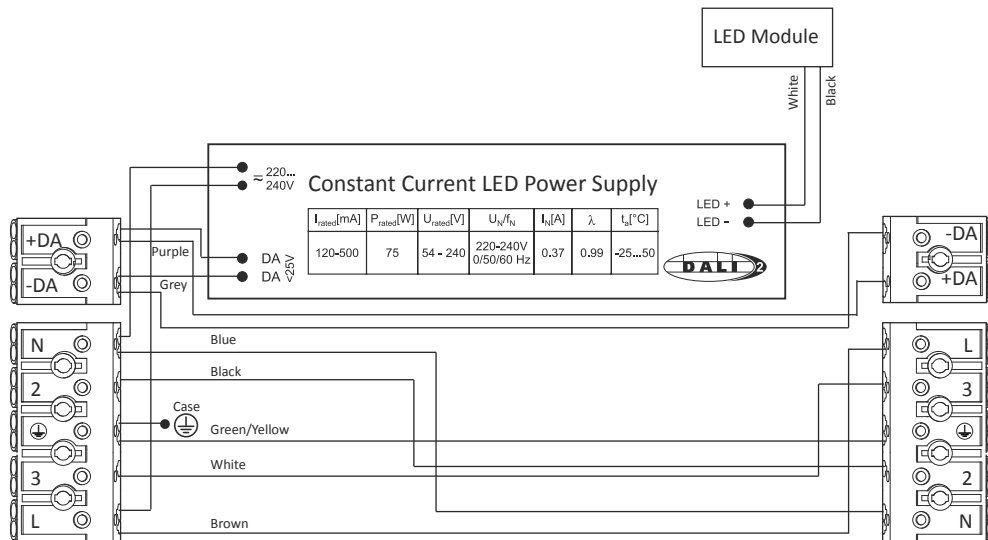 LED Module
White
Black
≂ 220...
240V
Constant Current LED Power Supply
Irated[mA] Prated[W] Urated[V] UN/fN IN[A] λ ta[°C]
120-500 75 54 - 240 220-240V 0/50/60 Hz 0.37 0.99 -25...50
LED +
LED -
DA
DA
<25V
DALI 2
+DA
-DA
Purple
Grey
-DA
+DA
N
2
3
L
Blue
Black
Case
Green/Yellow
White
Brown
L
3
2
N